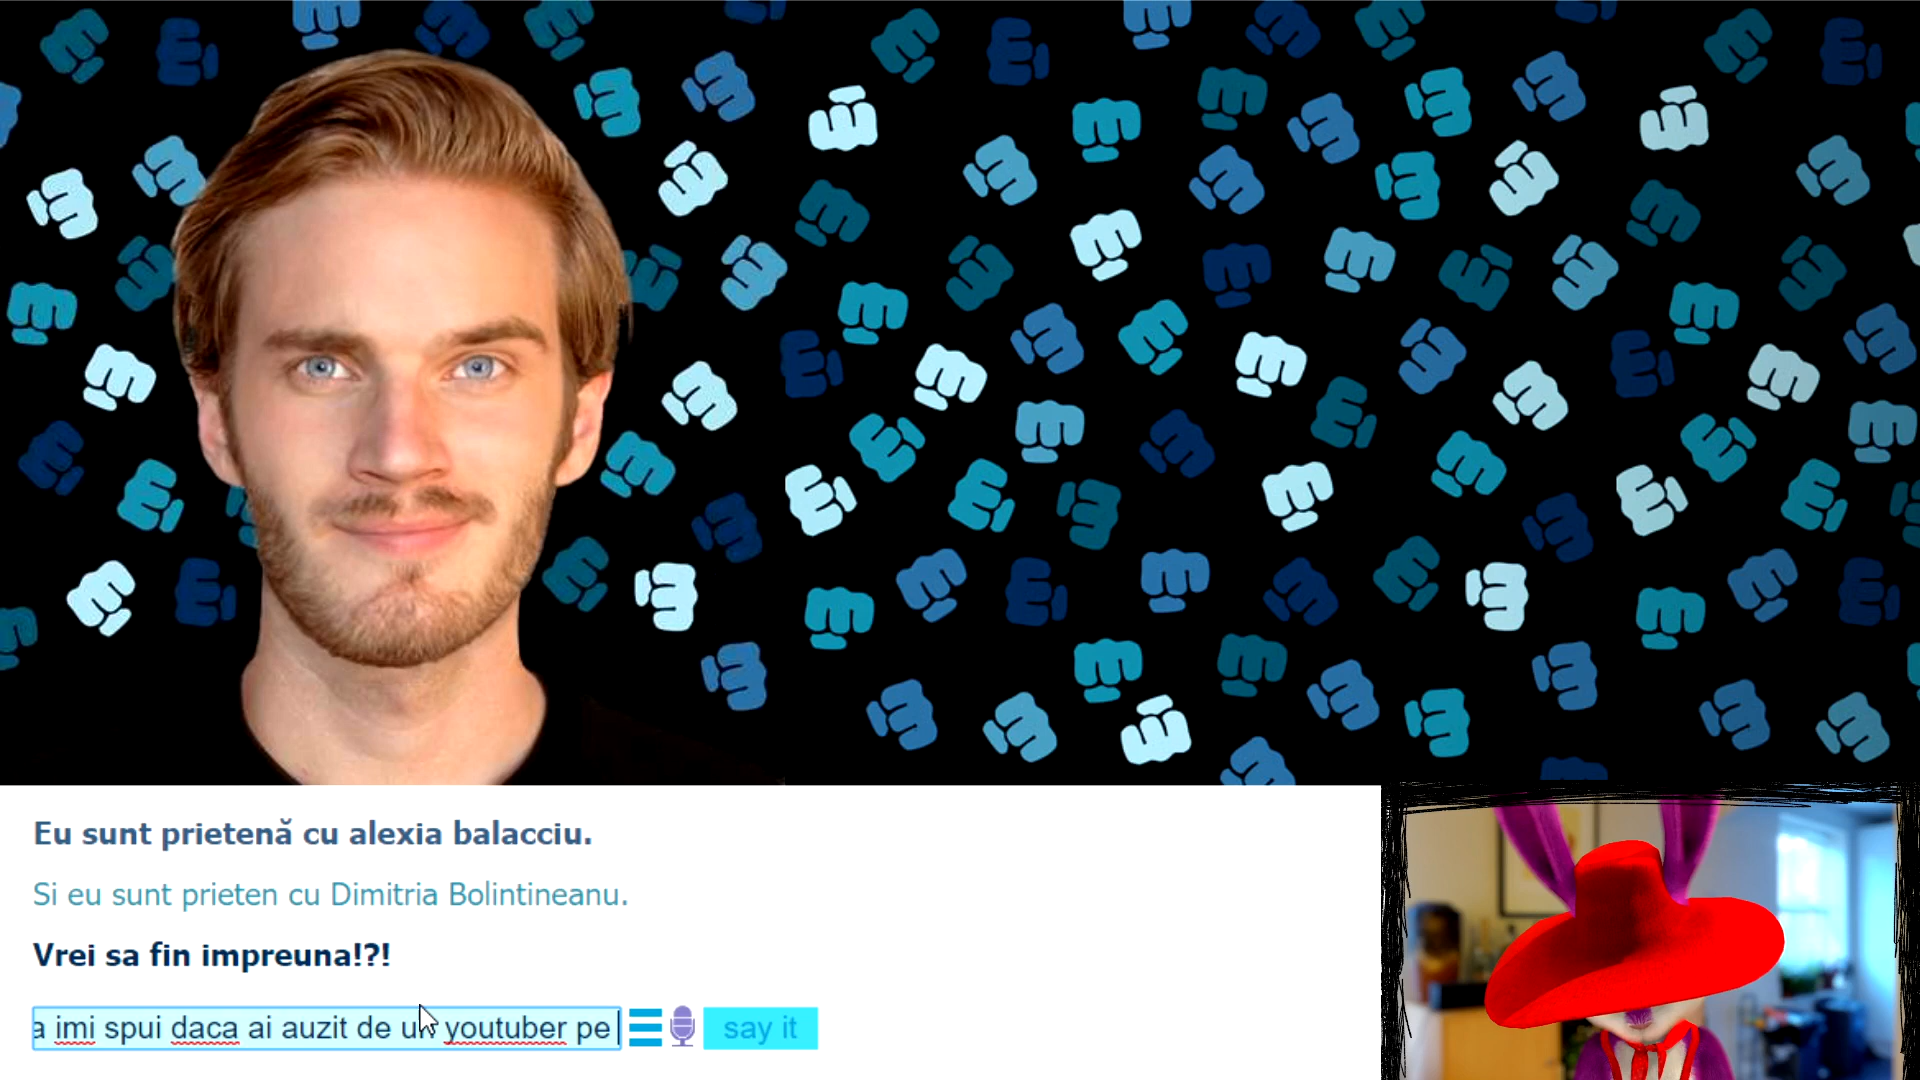 Eu sunt prietenă cu alexia balacciu.
Si eu sunt prieten cu Dimitria Bolintineanu.
Vrei sa fin impreuna!?!
a imi spui daca ai auzit de un youtuber pe
say it